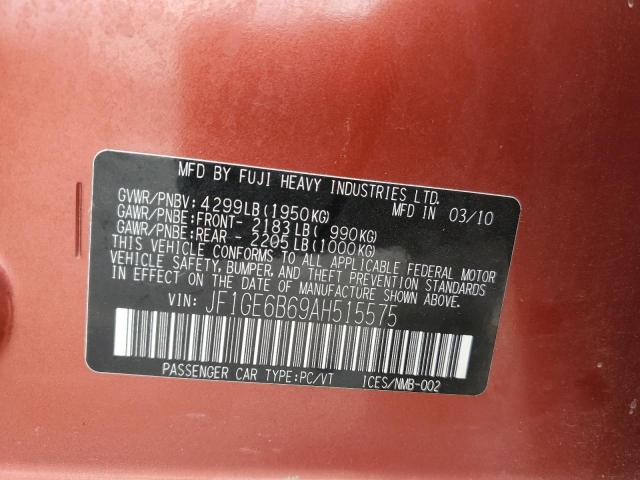 MFD BY FUJI HEAVY INDUSTRIES LTD.
GVWR/PNBV: 4299LB(1950KG) MFD IN 03/10
GAWR/PNBE:FRONT- 2183LB( 990KG)
GAWR/PNBE:REAR - 2205LB(1000KG)
THIS VEHICLE CONFORMS TO ALL APPLICABLE FEDERAL MOTOR
VEHICLE SAFETY, BUMPER, AND THEFT PREVENTION STANDARDS
IN EFFECT ON THE DATE OF MANUFACTURE SHOWN ABOVE.
VIN: JF1GE6B69AH515575
PASSENGER CAR TYPE:PC/VT ICES/NMB-002